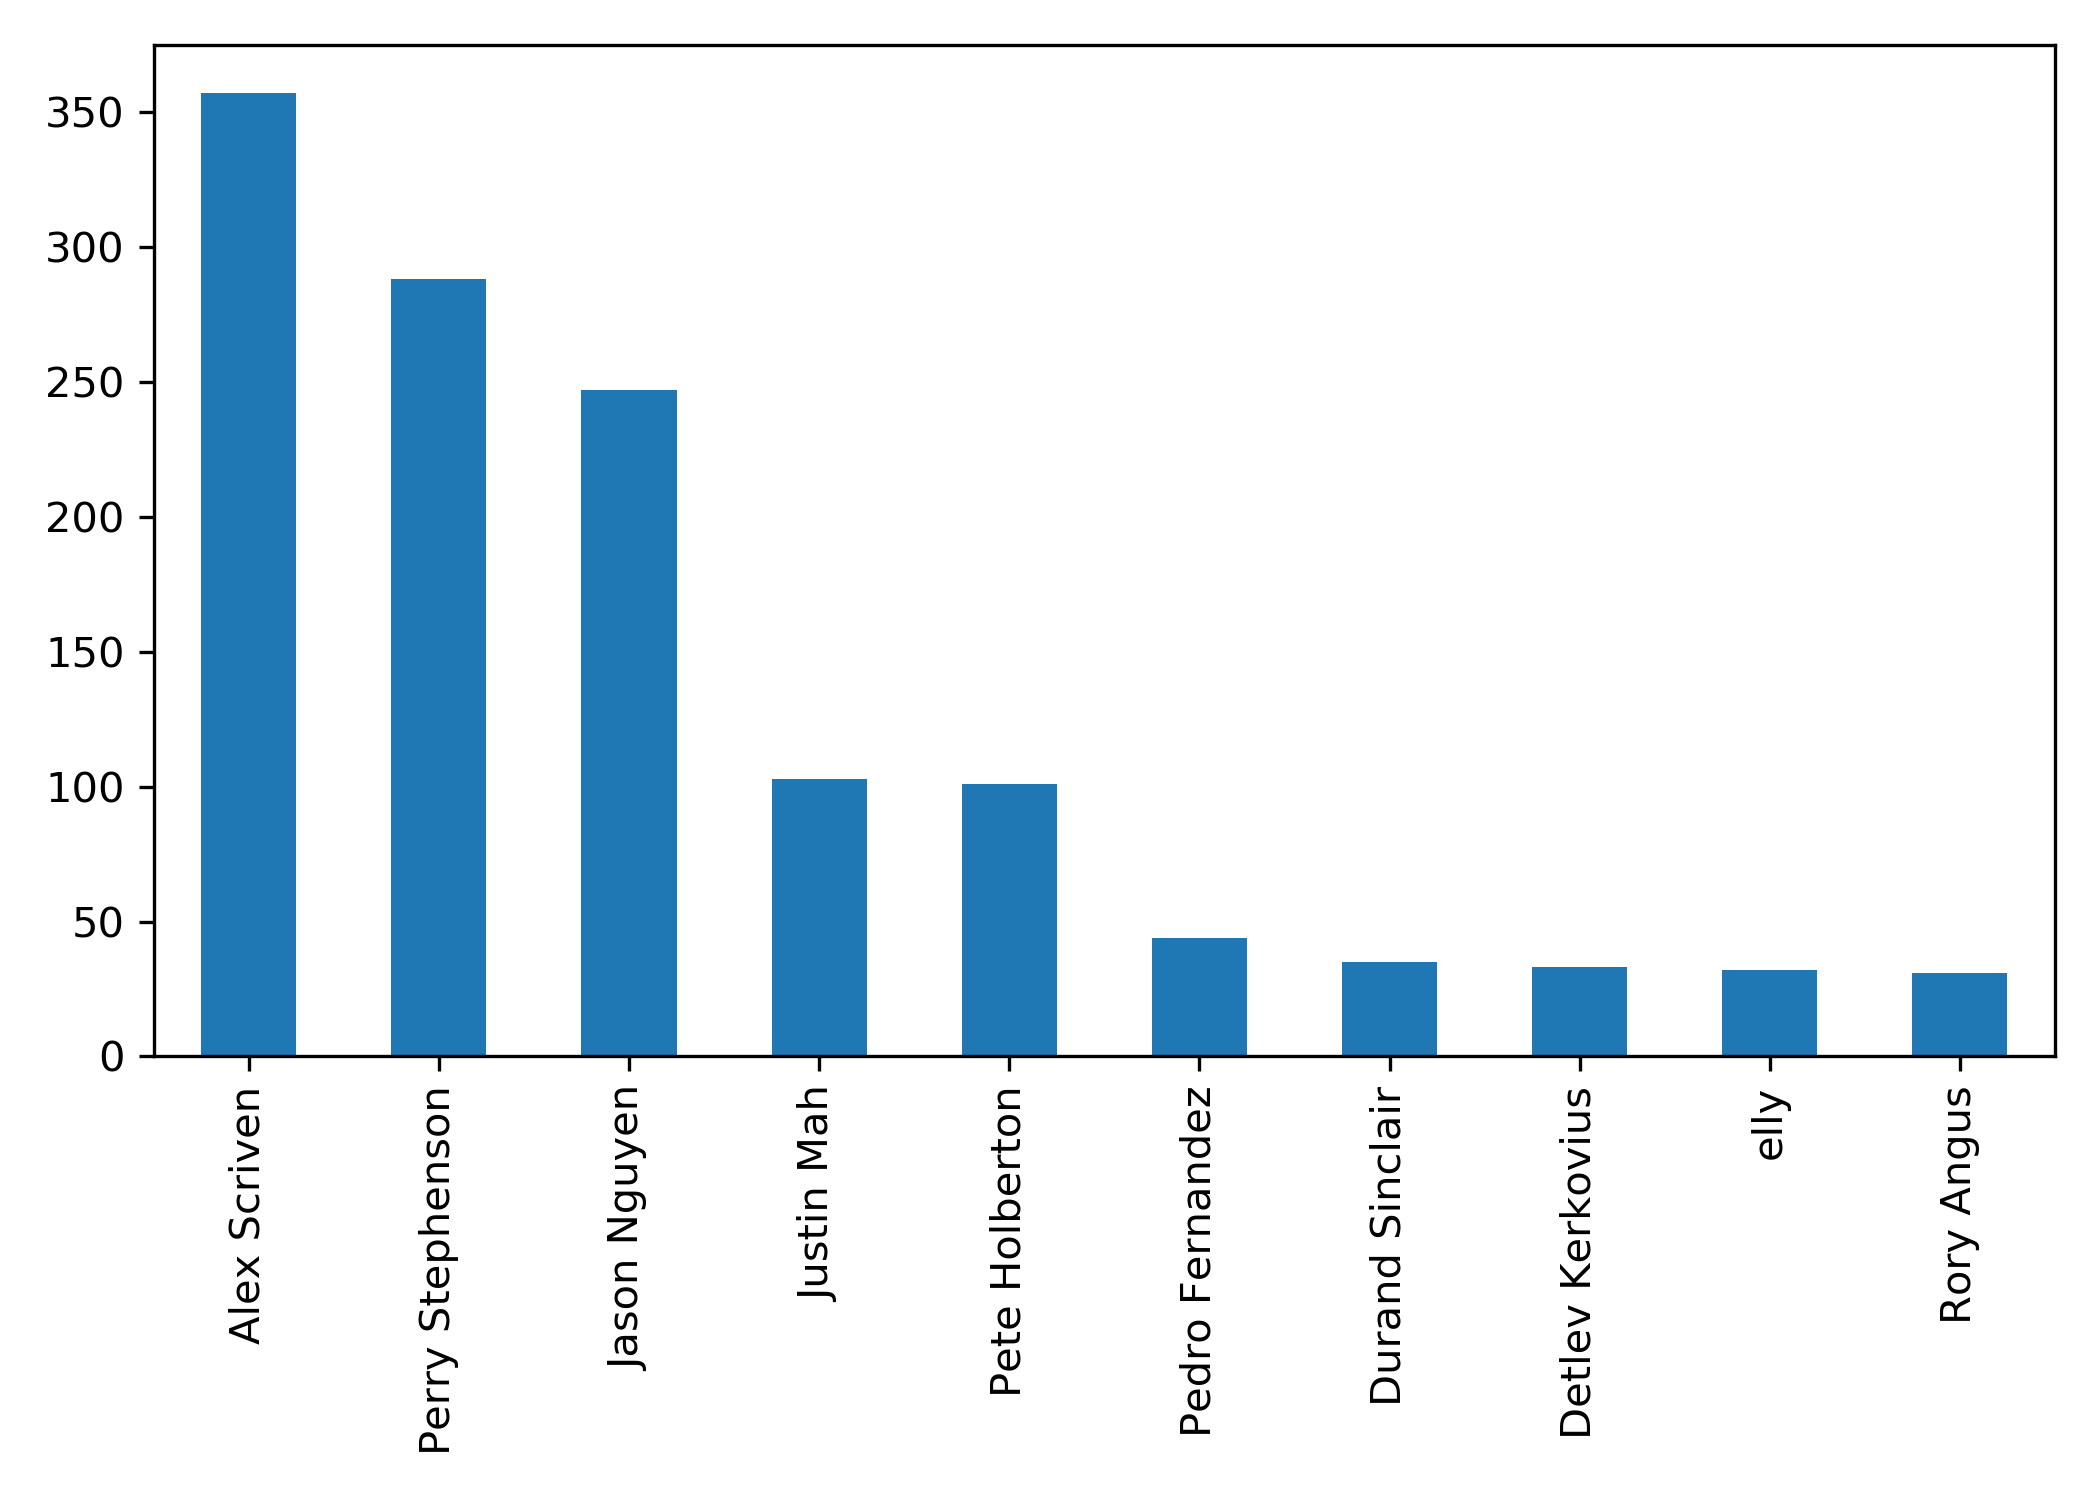 350
300
250
200
150
100
50
0
Alex Scriven
Perry Stephenson
Jason Nguyen
Justin Mah
Pete Holberton
Pedro Fernandez
Durand Sinclair
Detlev Kerkovius
elly
Rory Angus